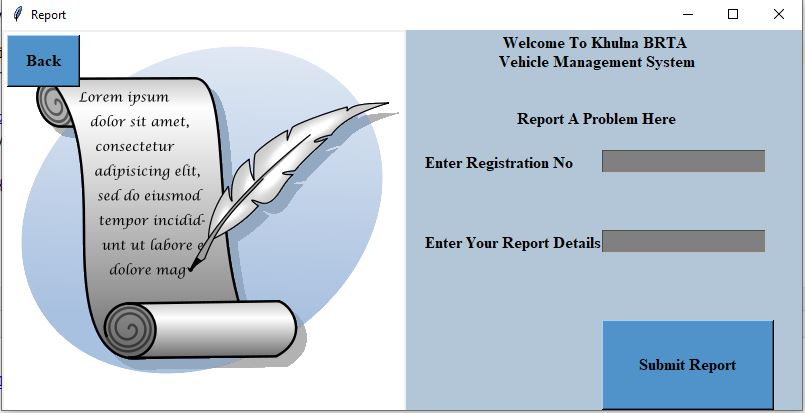 Report
Back
Lorem ipsum
dolor sit amet,
consectetur
adipisicing elit,
sed do eiusmod
tempor incidid-
unt ut labore e
dolore mag
Welcome To Khulna BRTA
Vehicle Management System
Report A Problem Here
Enter Registration No
Enter Your Report Details
Submit Report